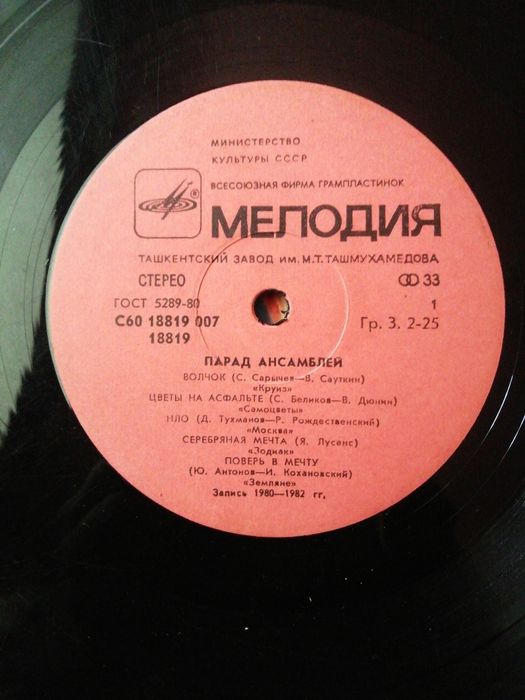 МИНИСТЕРСТВО
КУЛЬТУРЫ СССР
ВСЕСОЮЗНАЯ ФИРМА ГРАМПЛАСТИНОК
®
МЕЛОДИЯ
ТАШКЕНТСКИЙ ЗАВОД ИМ. М.Т. ТАШМУХАМЕДОВА
СТЕРЕО
33
ГОСТ 5289-80
1
С60 18819 007
Гр. 3. 2-25
18819
ПАРАД АНСАМБЛЕЙ
ВОЛЧОК (С. Сарычев—В. Сауткин)
«Круиз»
ЦВЕТЫ НА АСФАЛЬТЕ (С. Беликов—В. Дюнин)
«Самоцветы»
НЛО (Д. Тухманов—Р. Рождественский)
«Москва»
СЕРЕБРЯНАЯ МЕЧТА (Я. Лусенс)
«Зодиак»
ПОВЕРЬ В МЕЧТУ
(Ю. Антонов—И. Кохановский)
«Земляне»
Запись 1980—1982 гг.